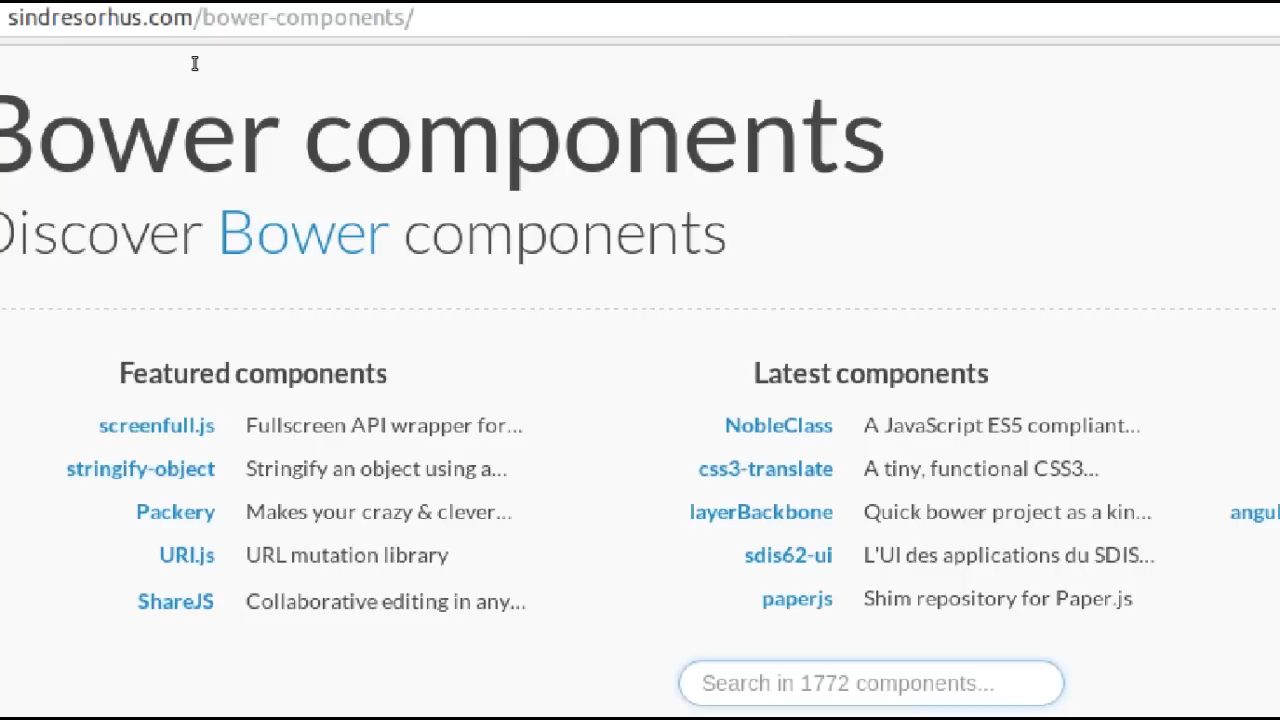 sindresorhus.com/bower-components/
Bower components
Discover Bower components
Featured components
screenfull.js Fullscreen API wrapper for...
stringify-object Stringify an object using a...
Packery Makes your crazy & clever...
URI.js URL mutation library
ShareJS Collaborative editing in any...
Latest components
NobleClass A JavaScript ES5 compliant...
css3-translate A tiny, functional CSS3...
layerBackbone Quick bower project as a kin...
sdis62-ui L'UI des applications du SDIS...
paperjs Shim repository for Paper.js
angul
Search in 1772 components...